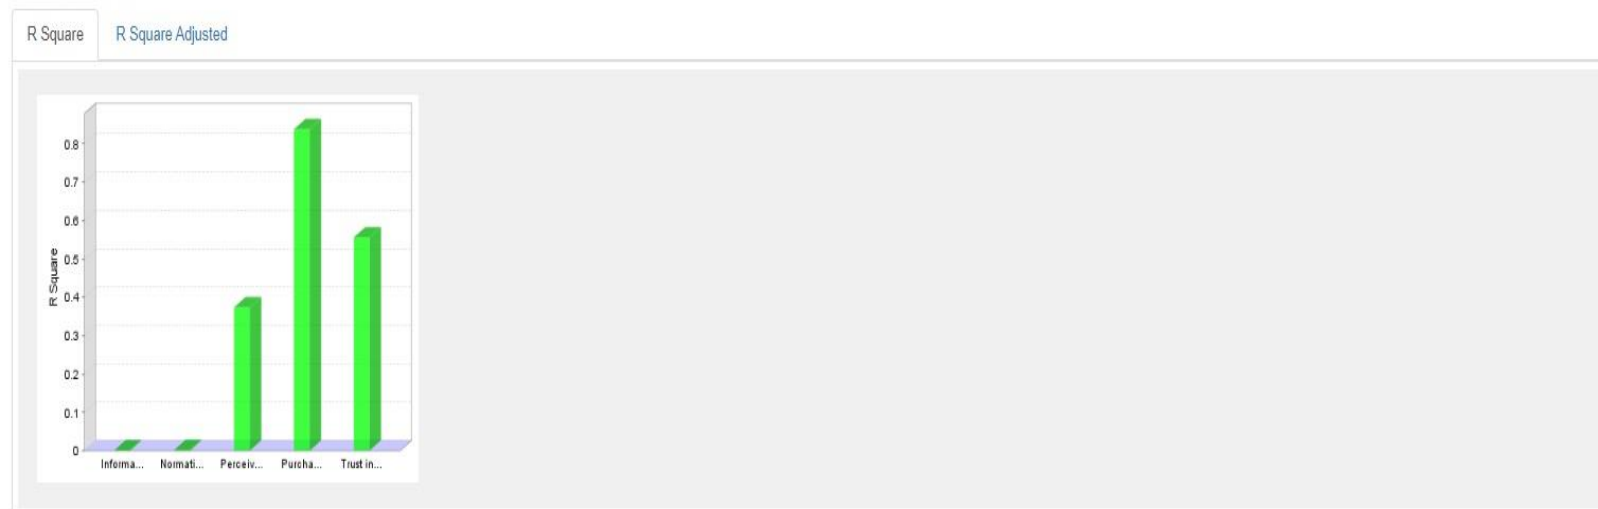 R Square
R Square Adjusted
R Square
0.8
0.7
0.6
0.5
0.4
0.3
0.2
0.1
0
Informa...
Normati...
Perceiv...
Purcha...
Trust in...